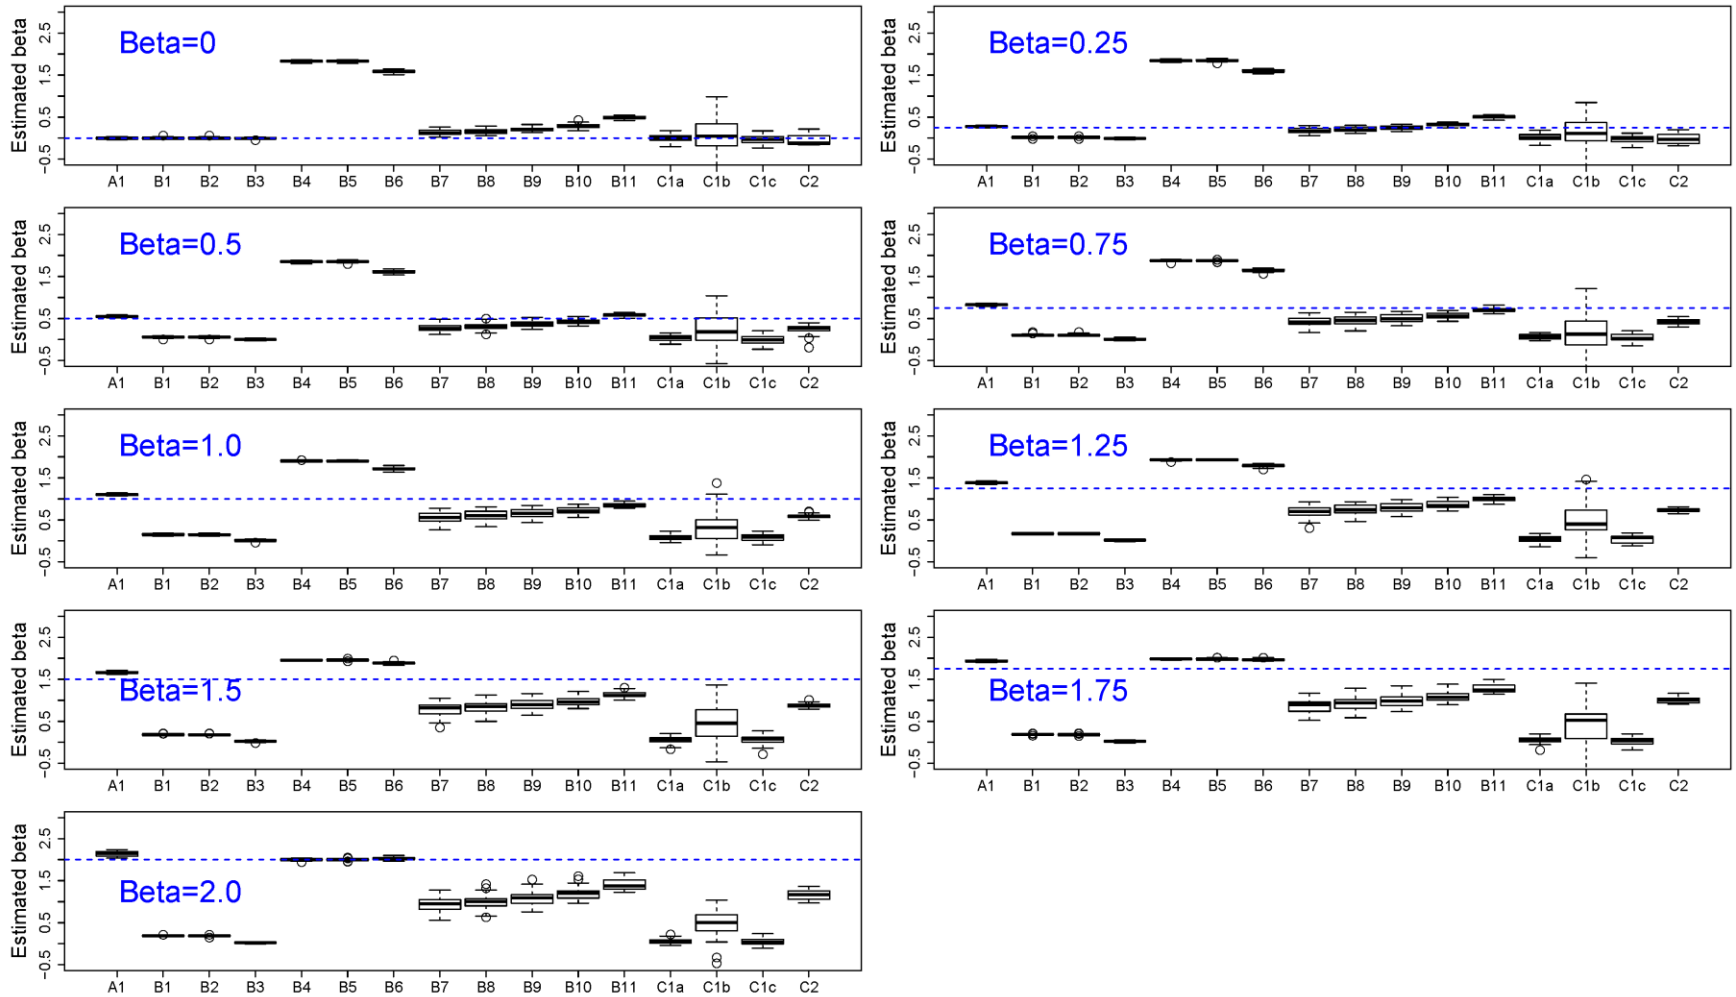 Estimated beta
2.5
1.5
0.5
−0.5
Beta=0
A1 B1 B2 B3 B4 B5 B6 B7 B8 B9 B10 B11 C1a C1b C1c C2
Estimated beta
2.5
1.5
0.5
−0.5
Beta=0.25
A1 B1 B2 B3 B4 B5 B6 B7 B8 B9 B10 B11 C1a C1b C1c C2
Estimated beta
2.5
1.5
0.5
−0.5
Beta=0.5
A1 B1 B2 B3 B4 B5 B6 B7 B8 B9 B10 B11 C1a C1b C1c C2
Estimated beta
2.5
1.5
0.5
−0.5
Beta=0.75
A1 B1 B2 B3 B4 B5 B6 B7 B8 B9 B10 B11 C1a C1b C1c C2
Estimated beta
2.5
1.5
0.5
−0.5
Beta=1.0
A1 B1 B2 B3 B4 B5 B6 B7 B8 B9 B10 B11 C1a C1b C1c C2
Estimated beta
2.5
1.5
0.5
−0.5
Beta=1.25
A1 B1 B2 B3 B4 B5 B6 B7 B8 B9 B10 B11 C1a C1b C1c C2
Estimated beta
2.5
1.5
0.5
−0.5
Beta=1.5
A1 B1 B2 B3 B4 B5 B6 B7 B8 B9 B10 B11 C1a C1b C1c C2
Estimated beta
2.5
1.5
0.5
−0.5
Beta=1.75
A1 B1 B2 B3 B4 B5 B6 B7 B8 B9 B10 B11 C1a C1b C1c C2
Estimated beta
2.5
1.5
0.5
−0.5
Beta=2.0
A1 B1 B2 B3 B4 B5 B6 B7 B8 B9 B10 B11 C1a C1b C1c C2